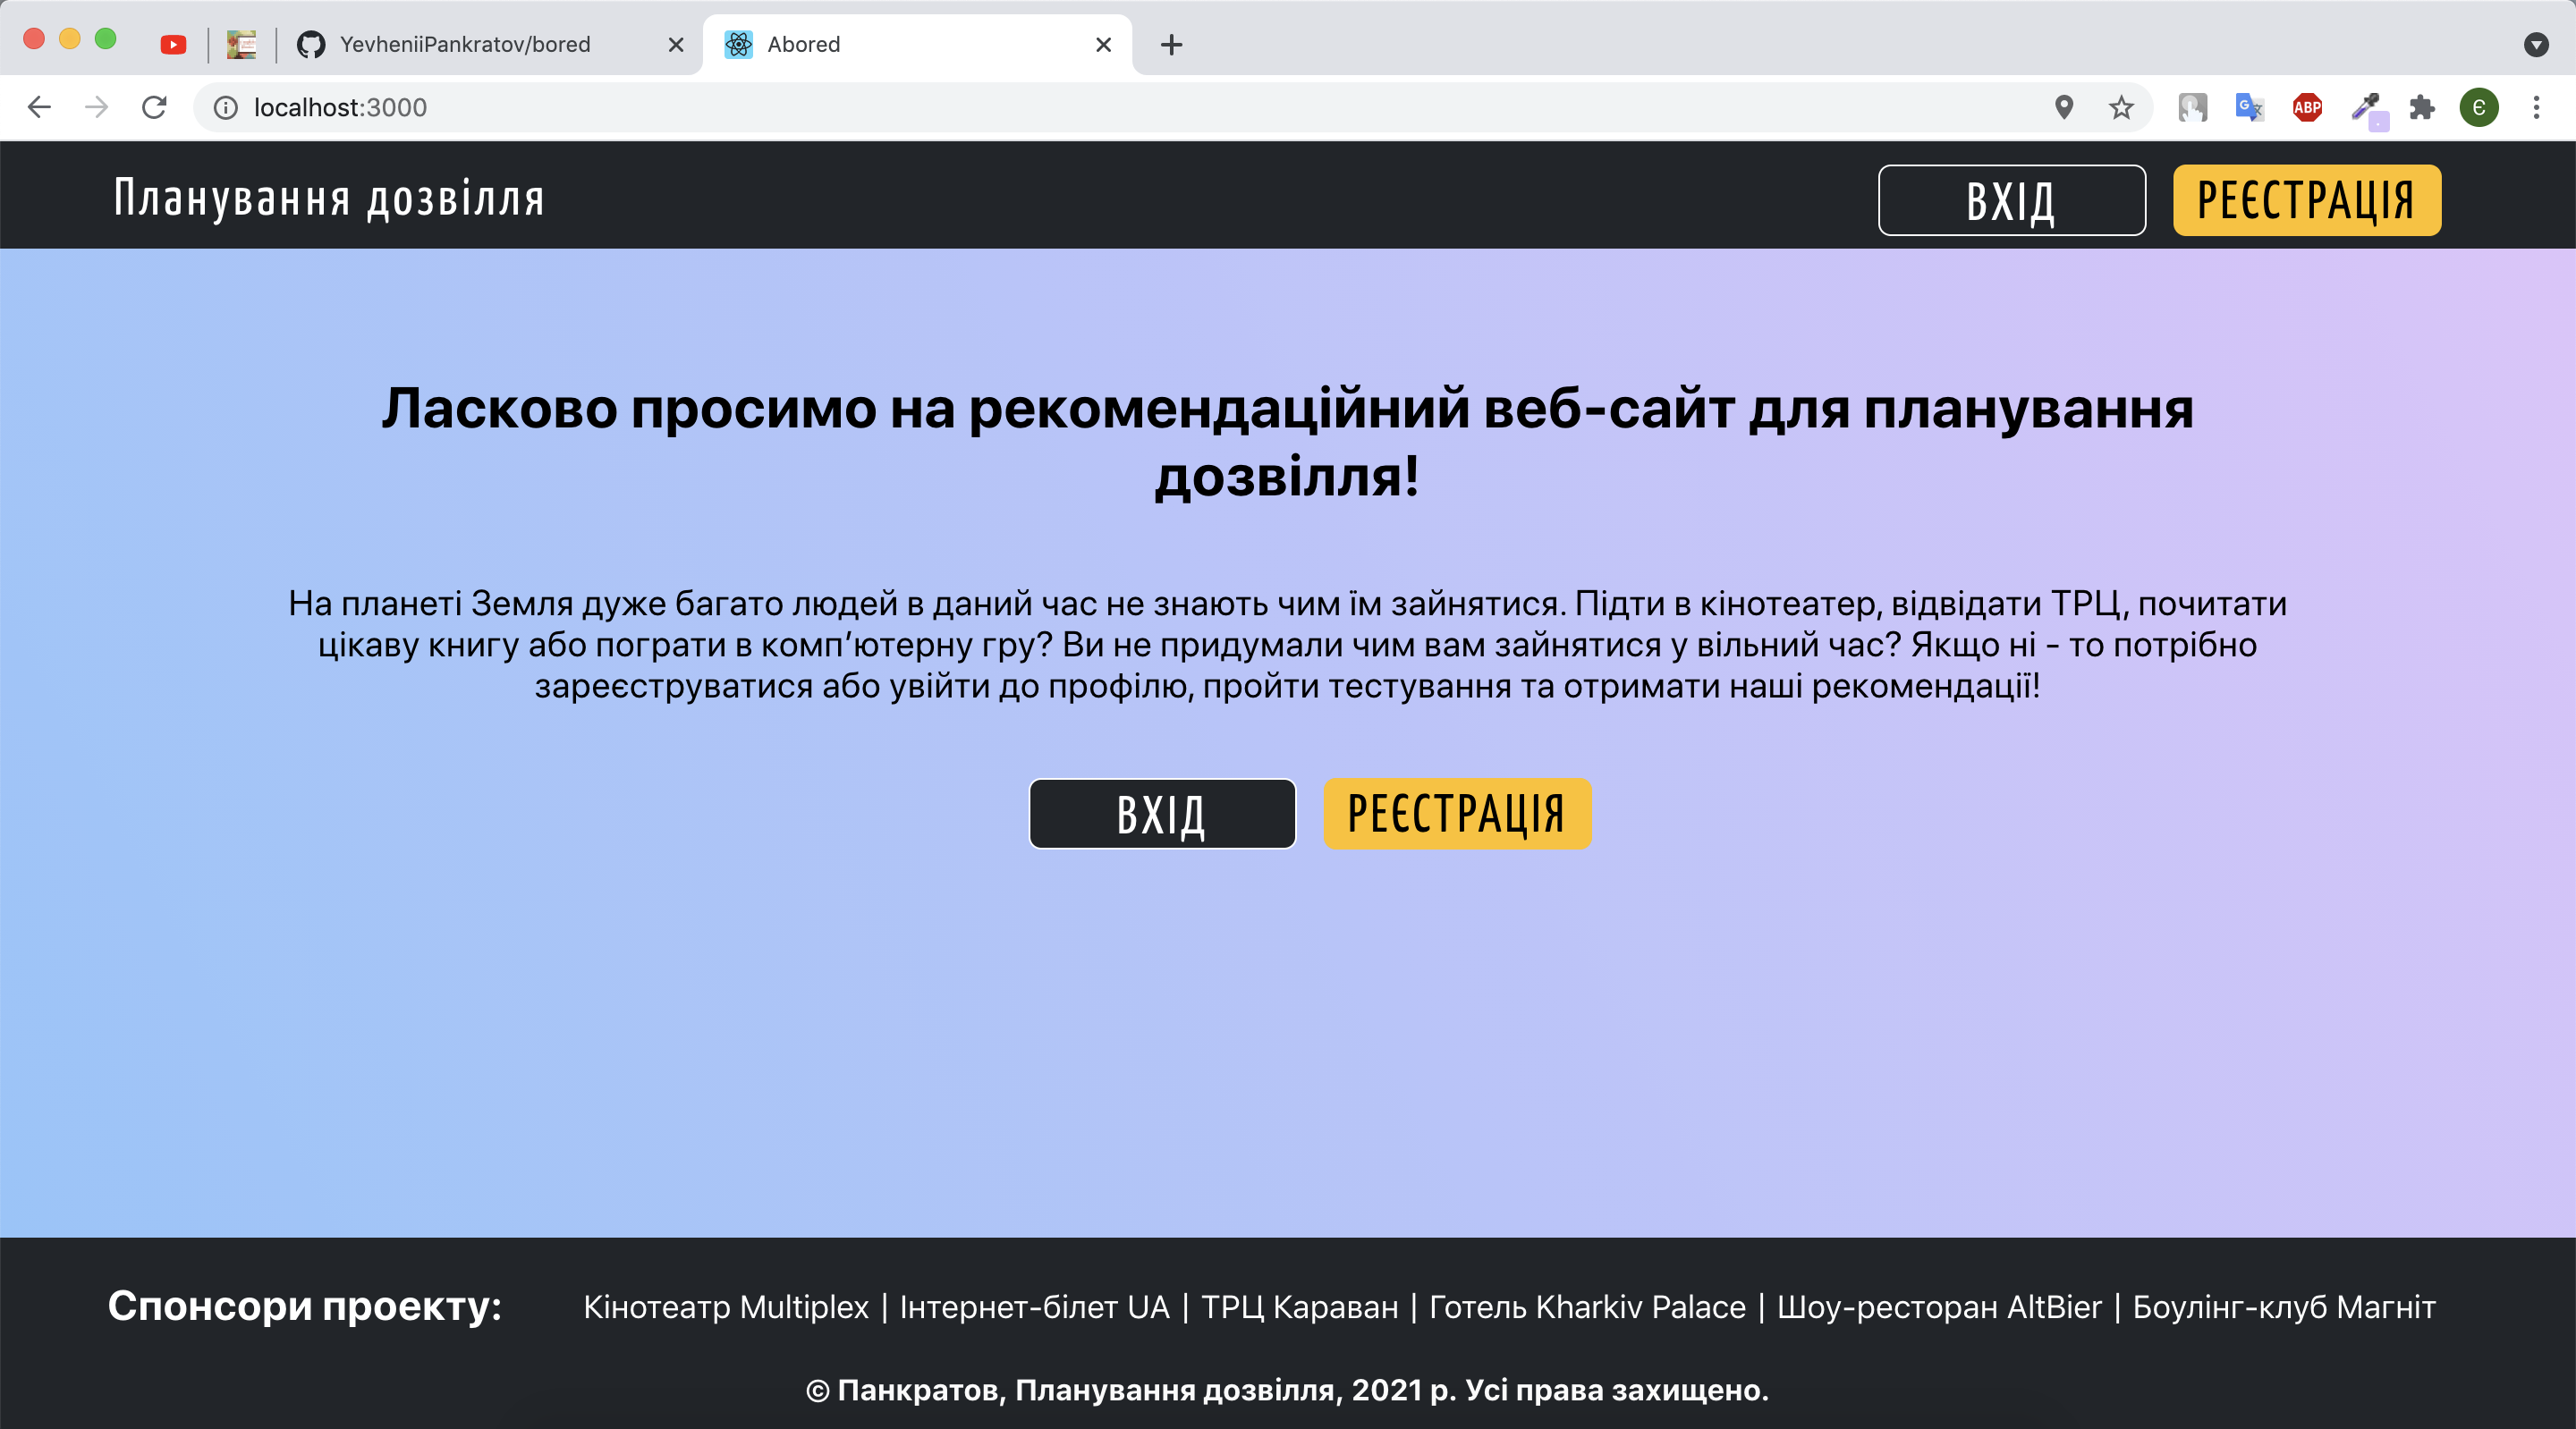 YevheniiPankratov/bored
Abored
localhost:3000
ABP
Є
Планування дозвілля
ВХІД
РЕЄСТРАЦІЯ
Ласково просимо на рекомендаційний веб-сайт для планування
дозвілля!
На планеті Земля дуже багато людей в даний час не знають чим їм зайнятися. Підти в кінотеатер, відвідати ТРЦ, почитати
цікаву книгу або пограти в комп’ютерну гру? Ви не придумали чим вам зайнятися у вільний час? Якщо ні - то потрібно
зареєструватися або увійти до профілю, пройти тестування та отримати наші рекомендації!
ВХІД
РЕЄСТРАЦІЯ
Спонсори проекту:
Кінотеатр Multiplex | Інтернет-білет UA | ТРЦ Караван | Готель Kharkiv Palace | Шоу-ресторан AltBier | Боулінг-клуб Магніт
© Панкратов, Планування дозвілля, 2021 р. Усі права захищено.